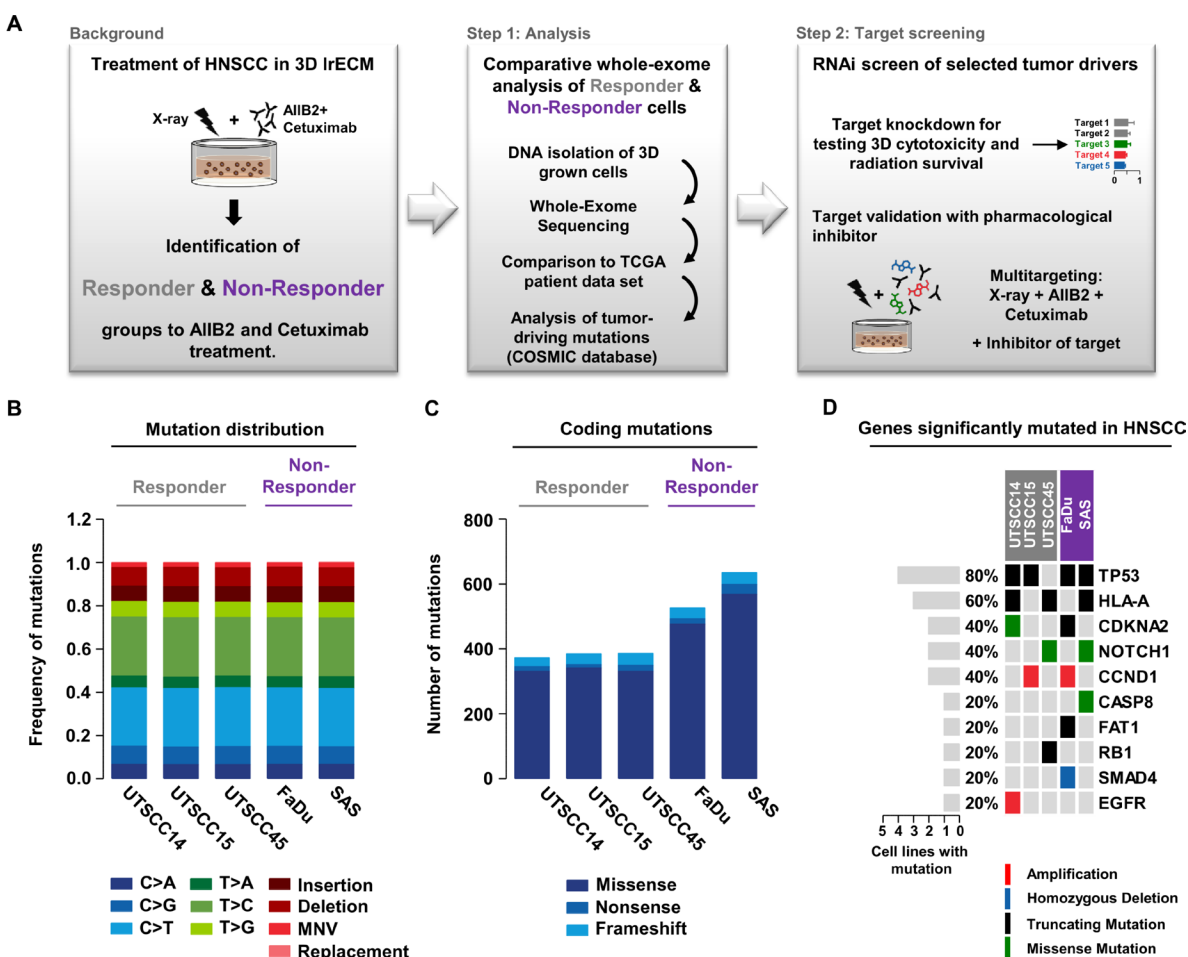 A
Background
Treatment of HNSCC in 3D lrECM
X-ray
+
AIIB2+
Cetuximab
Identification of
Responder & Non-Responder
groups to AIIB2 and Cetuximab
treatment.
Step 1: Analysis
Comparative whole-exome
analysis of Responder &
Non-Responder cells
DNA isolation of 3D
grown cells
Whole-Exome
Sequencing
Comparison to TCGA
patient data set
Analysis of tumor-
driving mutations
(COSMIC database)
Step 2: Target screening
RNAi screen of selected tumor drivers
Target knockdown for
testing 3D cytotoxicity and
radiation survival
Target 1
Target 2
Target 3
Target 4
Target 5
0 1
Target validation with pharmacological
inhibitor
+
Multitargeting:
X-ray + AIIB2 +
Cetuximab
+ Inhibitor of target
B
Mutation distribution
Responder
Non-
Responder
Frequency of mutations
1.2
1.0
0.8
0.6
0.4
0.2
0.0
UTSCC14
UTSCC15
UTSCC45
FaDu
SAS
C>A
C>G
C>T
T>A
T>C
T>G
Insertion
Deletion
MNV
Replacement
C
Coding mutations
Responder
Non-
Responder
Number of mutations
800
600
400
200
0
UTSCC14
UTSCC15
UTSCC45
FaDu
SAS
Missense
Nonsense
Frameshift
D
Genes significantly mutated in HNSCC
UTSCC14
UTSCC15
UTSCC45
FaDu
SAS
80% TP53
60% HLA-A
40% CDKNA2
40% NOTCH1
40% CCND1
20% CASP8
20% FAT1
20% RB1
20% SMAD4
20% EGFR
5 4 3 2 1 0
Cell lines with
mutation
Amplification
Homozygous Deletion
Truncating Mutation
Missense Mutation